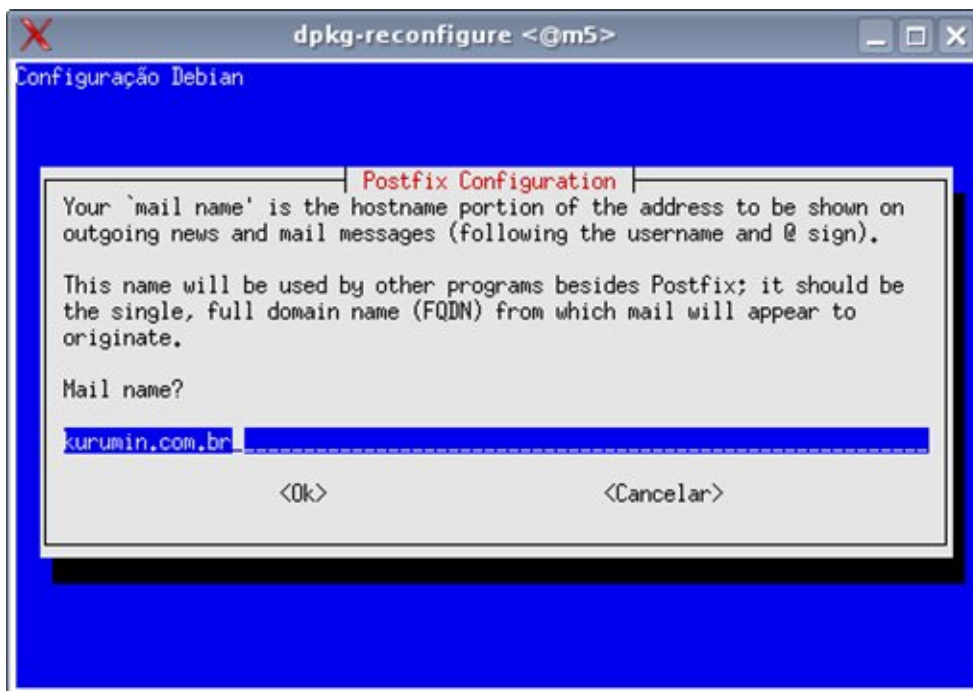 dpkg-reconfigure <@m5>
Configuração Debian
Postfix Configuration
Your `mail name' is the hostname portion of the address to be shown on
outgoing news and mail messages (following the username and @ sign).
This name will be used by other programs besides Postfix; it should be
the single, full domain name (FQDN) from which mail will appear to
originate.
Mail name?
kurumin.com.br
<Ok> <Cancelar>